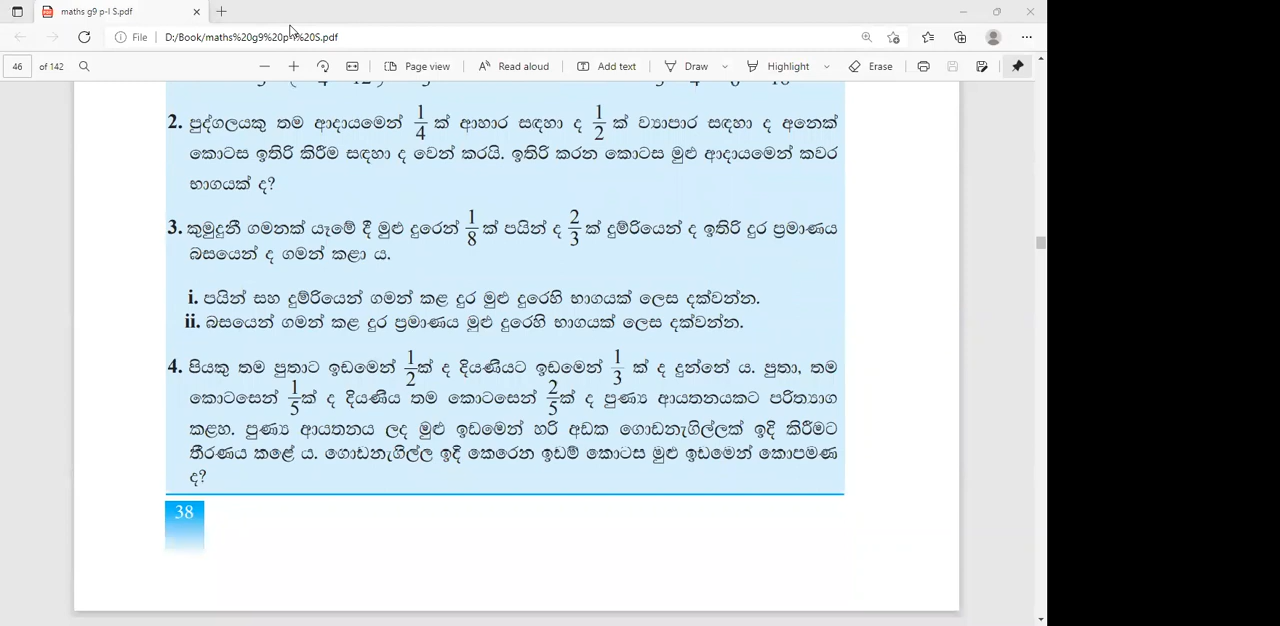 maths g9 p-I S.pdf
File D:/Book/maths%20g9%20p-I%20S.pdf
46 of 142 Page view Read aloud Add text Draw Highlight Erase
2. පුද්ගලයකු තම ආදායමෙන් 1/4 ක් ආහාර සඳහා ද 1/2 ක් ව්‍යාපාර සඳහා ද අනෙක්
කොටස ඉතිරි කිරීම සඳහා ද වෙන් කරයි. ඉතිරි කරන කොටස මුළු ආදායමෙන් කවර
භාගයක් ද?
3. කුමුදුනී ගමනක් යෑමේ දී මුළු දුරෙන් 1/8 ක් පයින් ද 2/3 ක් දුම්රියෙන් ද ඉතිරි දුර ප්‍රමාණය
බසයෙන් ද ගමන් කළා ය.
i. පයින් සහ දුම්රියෙන් ගමන් කළ දුර මුළු දුරෙහි භාගයක් ලෙස දක්වන්න.
ii. බසයෙන් ගමන් කළ දුර ප්‍රමාණය මුළු දුරෙහි භාගයක් ලෙස දක්වන්න.
4. පියකු තම පුතාට ඉඩමෙන් 1/2ක් ද දියණියට ඉඩමෙන් 1/3 ක් ද දුන්නේ ය. පුතා, තම
කොටසෙන් 1/5ක් ද දියණිය තම කොටසෙන් 2/5ක් ද පුණ්‍ය ආයතනයකට පරිත්‍යාග
කළහ. පුණ්‍ය ආයතනය ලද මුළු ඉඩමෙන් හරි අඩක ගොඩනැගිල්ලක් ඉදි කිරීමට
තීරණය කළේ ය. ගොඩනැගිල්ල ඉදි කෙරෙන ඉඩම් කොටස මුළු ඉඩමෙන් කොපමණ
ද?
38